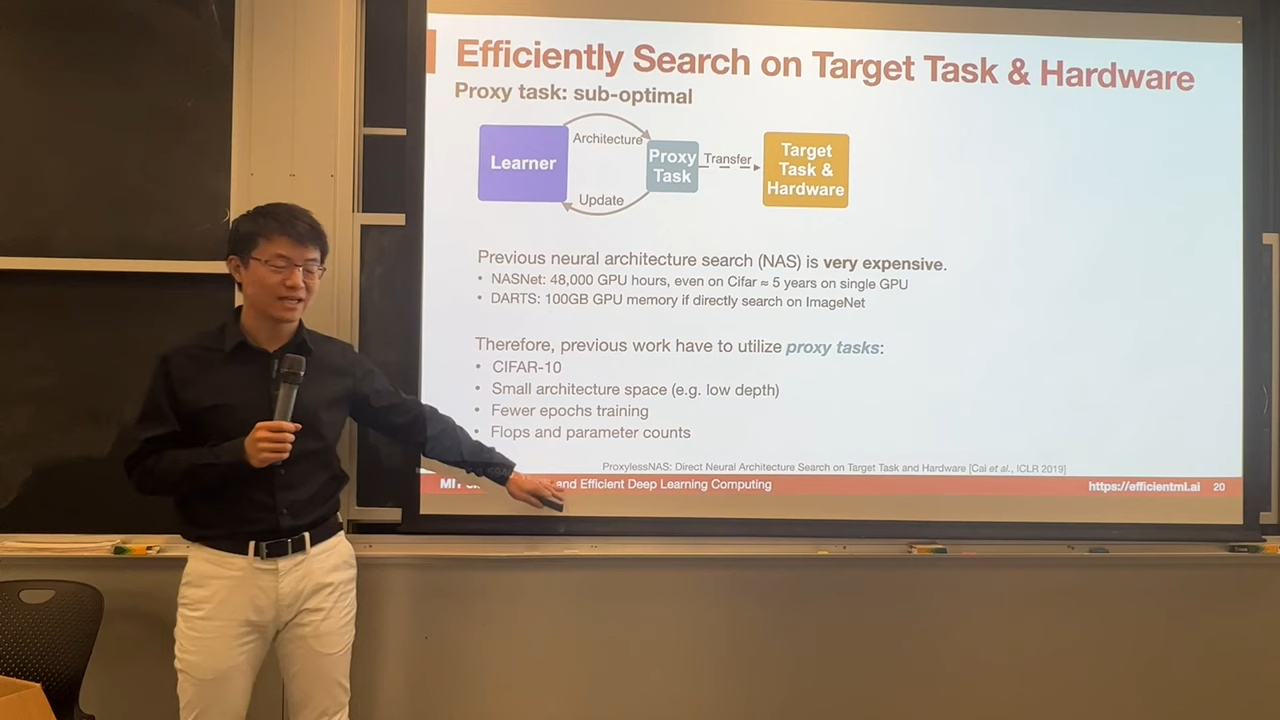 Efficiently Search on Target Task & Hardware
Proxy task: sub-optimal
Learner
Architecture
Update
Proxy
Task
Transfer
Target
Task &
Hardware
Previous neural architecture search (NAS) is very expensive.
• NASNet: 48,000 GPU hours, even on Cifar ≈ 5 years on single GPU
• DARTS: 100GB GPU memory if directly search on ImageNet
Therefore, previous work have to utilize proxy tasks:
• CIFAR-10
• Small architecture space (e.g. low depth)
• Fewer epochs training
• Flops and parameter counts
ProxylessNAS: Direct Neural Architecture Search on Target Task and Hardware [Cai et al., ICLR 2019]
MIT and Efficient Deep Learning Computing https://efficientml.ai 20